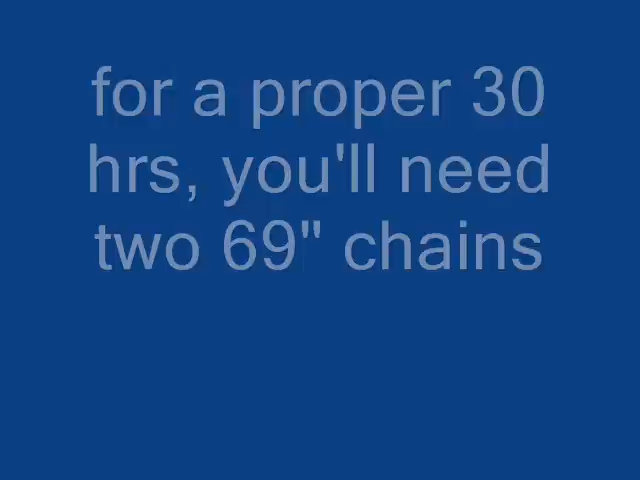 for a proper 30
hrs, you'll need
two 69" chains